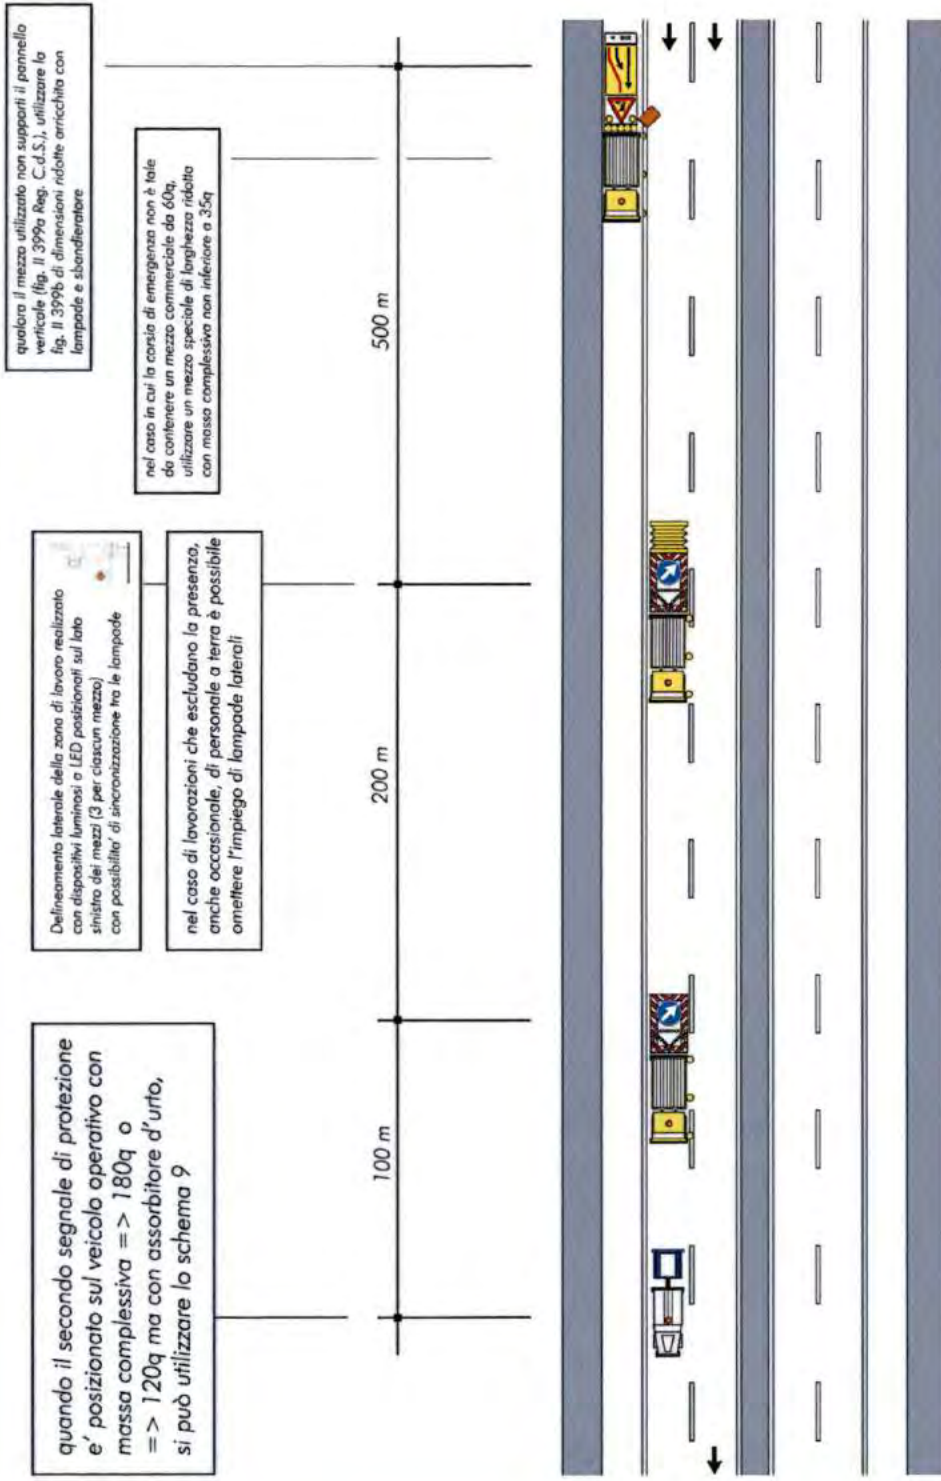 quando il secondo segnale di protezione
e' posizionato sul veicolo operativo con
massa complessiva => 180q o
=> 120q ma con assorbitore d'urto,
si può utilizzare lo schema 9
Delineamento laterale della zona di lavoro realizzato
con dispositivi luminosi a LED posizionati sul lato
sinistro dei mezzi (3 per ciascun mezzo)
con possibilita' di sincronizzazione tra le lampade
nel caso di lavorazioni che escludano la presenza,
anche occasionale, di personale a terra è possibile
omettere l'impiego di lampade laterali
qualora il mezzo utilizzato non supporti il pannello
verticale (fig. II 399a Reg. C.d.S.), utilizzare la
fig. II 399b di dimensioni ridotte arricchita con
lampade e sbandieratore
nel caso in cui la corsia di emergenza non è tale
da contenere un mezzo commerciale da 60q,
utilizzare un mezzo speciale di larghezza ridotta
con massa complessiva non inferiore a 35q
100 m
200 m
500 m